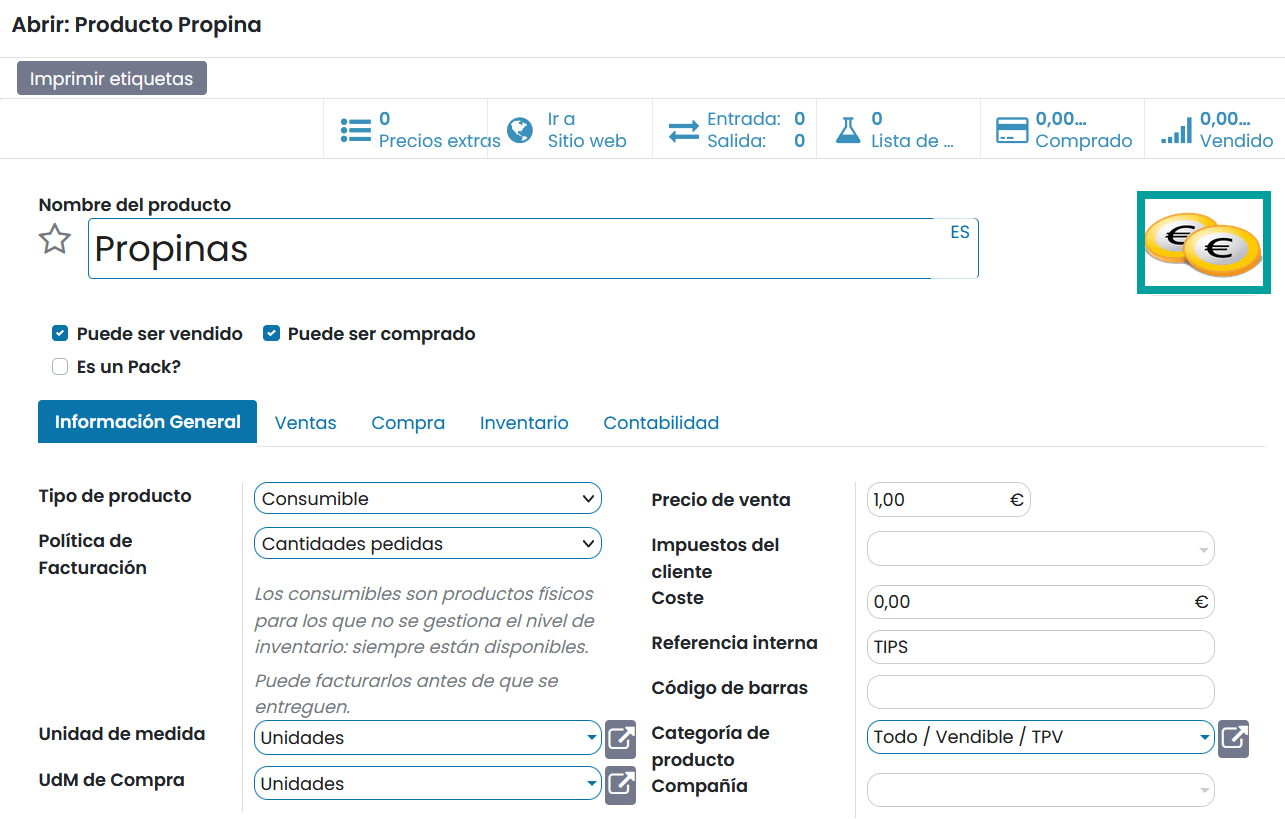 Abrir: Producto Propina
Imprimir etiquetas
0
Precios extras
Ir a
Sitio web
Entrada: 0
Salida: 0
0
Lista de ...
0,00...
Comprado
0,00...
Vendido
Nombre del producto
Propinas
ES
€ €
Puede ser vendido Puede ser comprado
Es un Pack?
Información General Ventas Compra Inventario Contabilidad
Tipo de producto
Consumible
Política de
Facturación
Cantidades pedidas
Los consumibles son productos físicos
para los que no se gestiona el nivel de
inventario: siempre están disponibles.
Puede facturarlos antes de que se
entreguen.
Unidad de medida
Unidades
UdM de Compra
Unidades
Precio de venta
1,00 €
Impuestos del
cliente
Coste
0,00 €
Referencia interna
TIPS
Código de barras
Categoría de
producto
Todo / Vendible / TPV
Compañía